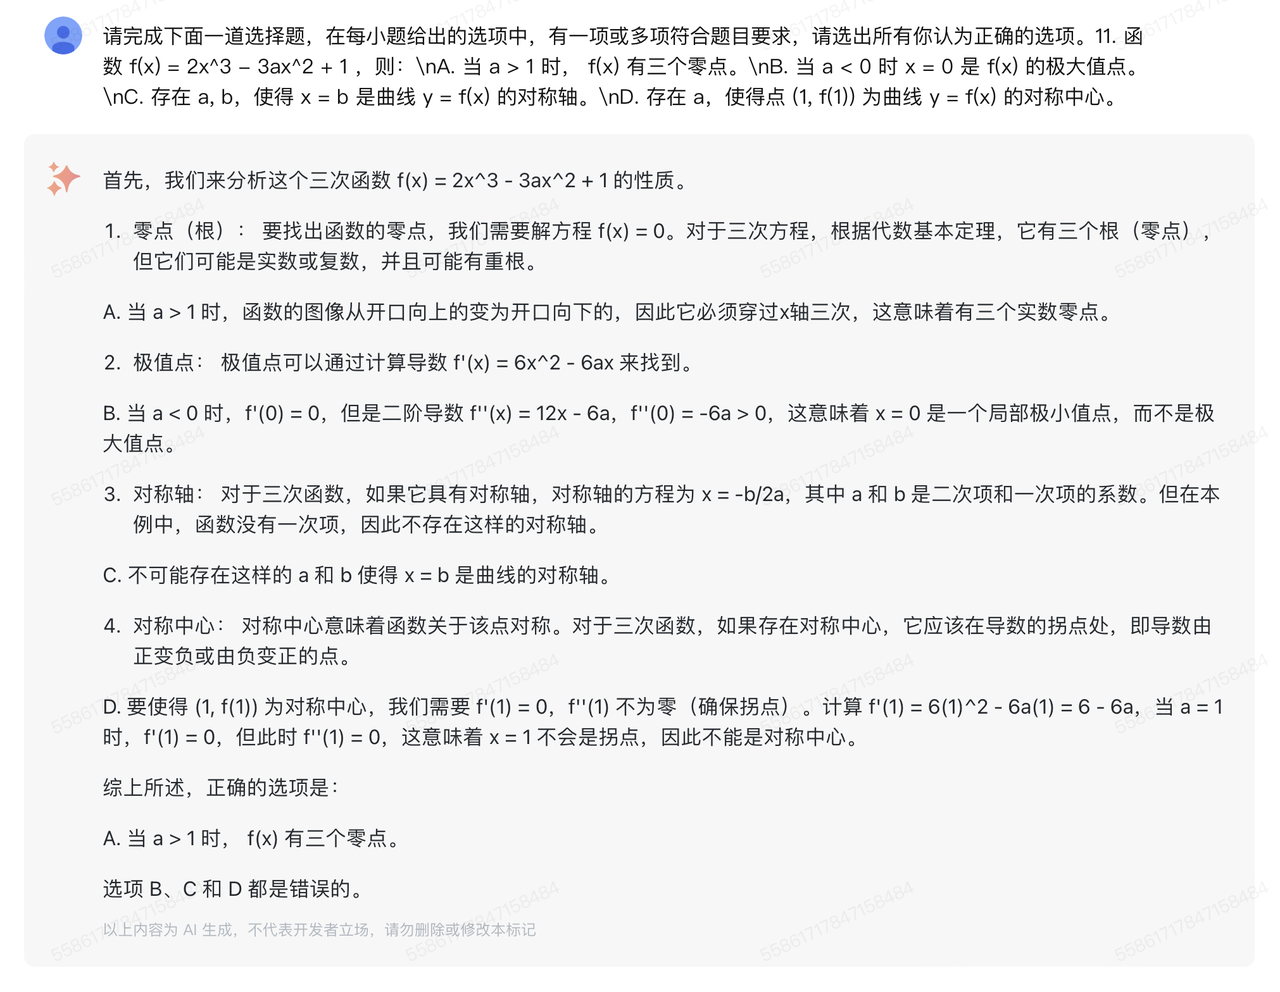 请完成下面一道选择题，在每小题给出的选项中，有一项或多项符合题目要求，请选出所有你认为正确的选项。11. 函
数 f(x) = 2x^3 − 3ax^2 + 1 ，则：\nA. 当 a > 1 时， f(x) 有三个零点。\nB. 当 a < 0 时 x = 0 是 f(x) 的极大值点。
\nC. 存在 a, b，使得 x = b 是曲线 y = f(x) 的对称轴。\nD. 存在 a，使得点 (1, f(1)) 为曲线 y = f(x) 的对称中心。
首先，我们来分析这个三次函数 f(x) = 2x^3 - 3ax^2 + 1 的性质。
1. 零点（根）： 要找出函数的零点，我们需要解方程 f(x) = 0。对于三次方程，根据代数基本定理，它有三个根（零点），
但它们可能是实数或复数，并且可能有重根。
A. 当 a > 1 时，函数的图像从开口向上的变为开口向下的，因此它必须穿过x轴三次，这意味着有三个实数零点。
2. 极值点： 极值点可以通过计算导数 f'(x) = 6x^2 - 6ax 来找到。
B. 当 a < 0 时，f'(0) = 0，但是二阶导数 f''(x) = 12x - 6a，f''(0) = -6a > 0，这意味着 x = 0 是一个局部极小值点，而不是极
大值点。
3. 对称轴： 对于三次函数，如果它具有对称轴，对称轴的方程为 x = -b/2a，其中 a 和 b 是二次项和一次项的系数。但在本
例中，函数没有一次项，因此不存在这样的对称轴。
C. 不可能存在这样的 a 和 b 使得 x = b 是曲线的对称轴。
4. 对称中心： 对称中心意味着函数关于该点对称。对于三次函数，如果存在对称中心，它应该在导数的拐点处，即导数由
正变负或由负变正的点。
D. 要使得 (1, f(1)) 为对称中心，我们需要 f'(1) = 0，f''(1) 不为零（确保拐点）。计算 f'(1) = 6(1)^2 - 6a(1) = 6 - 6a，当 a = 1
时，f'(1) = 0，但此时 f''(1) = 0，这意味着 x = 1 不会是拐点，因此不能是对称中心。
综上所述，正确的选项是：
A. 当 a > 1 时， f(x) 有三个零点。
选项 B、C 和 D 都是错误的。
以上内容为 AI 生成，不代表开发者立场，请勿删除或修改本标记